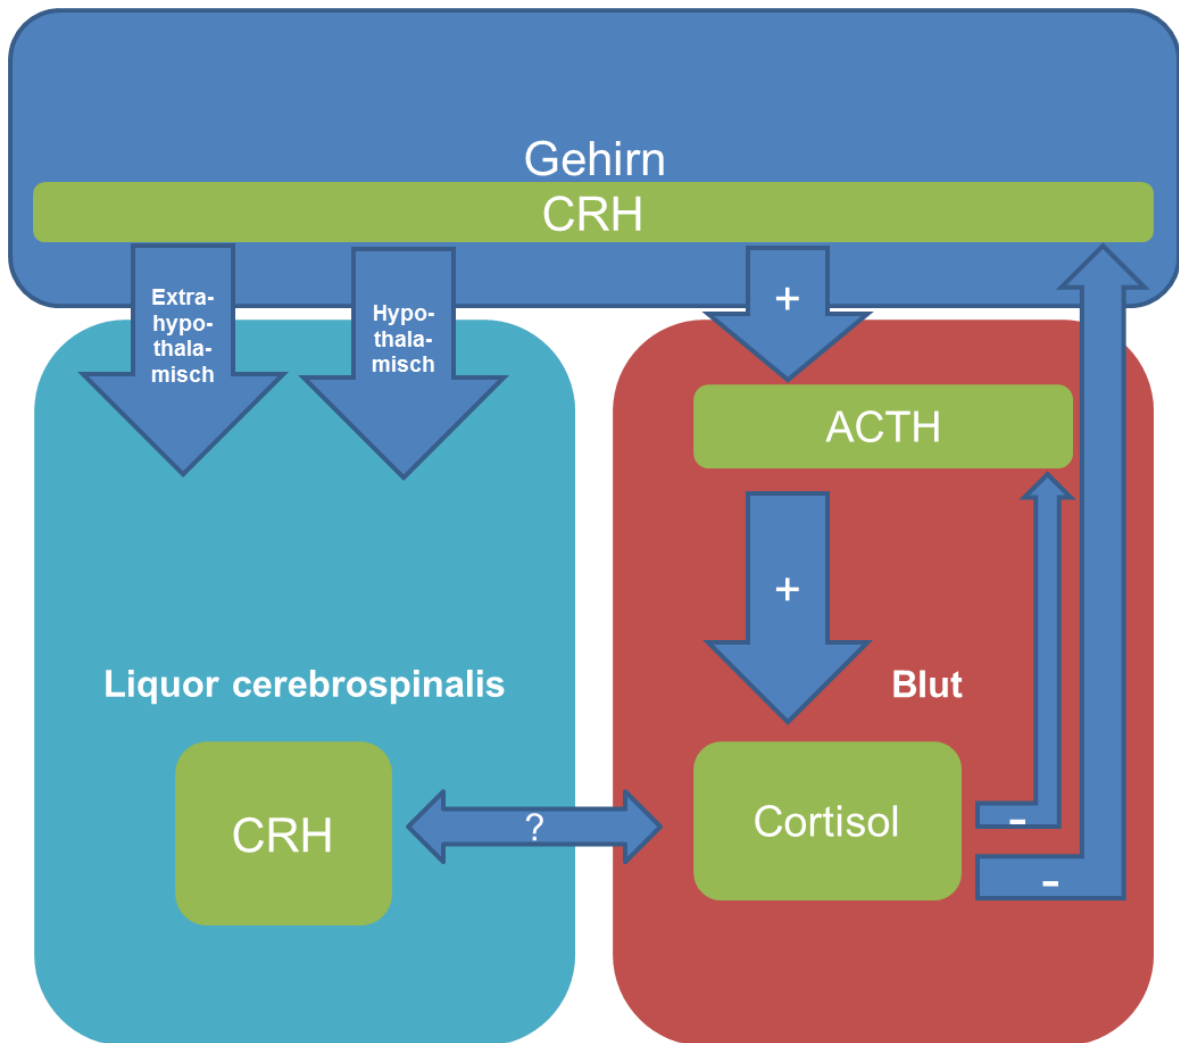 Gehirn
CRH
Extra-
hypo-
thala-
misch
Hypo-
thala-
misch
+
ACTH
+
Liquor cerebrospinalis
Blut
CRH
?
Cortisol
-
-